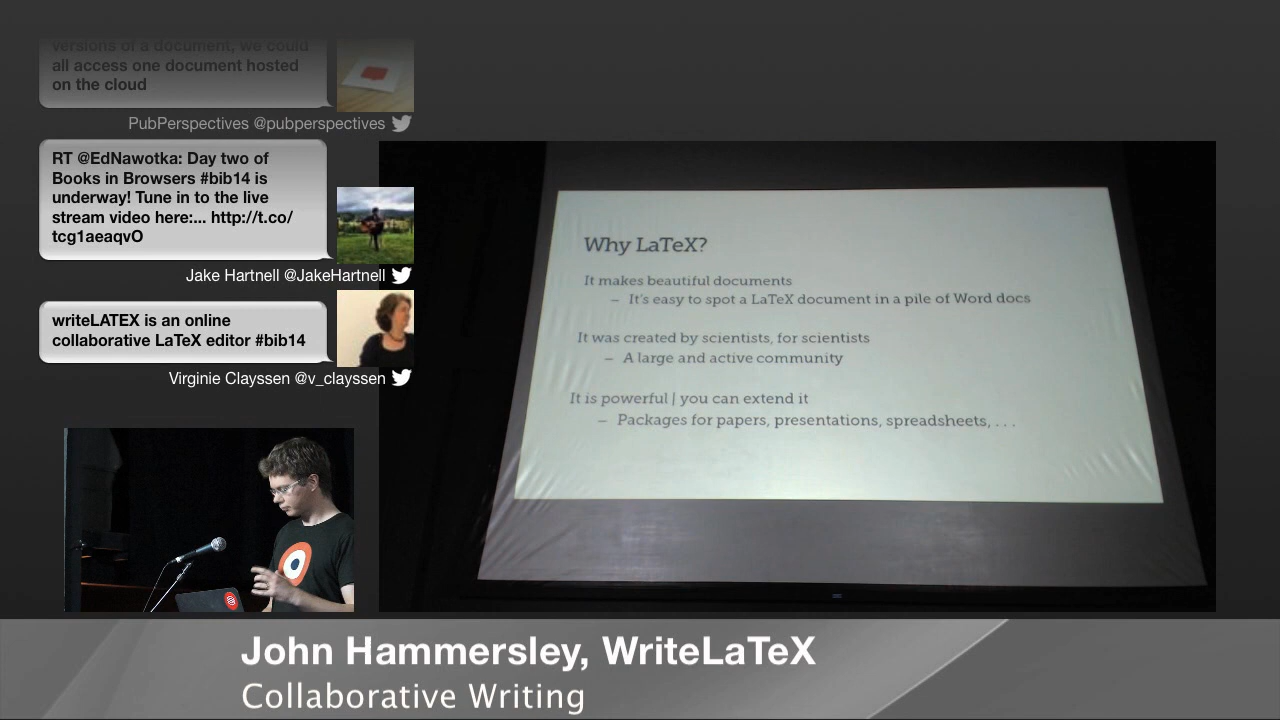 versions of a document, we could
all access one document hosted
on the cloud
PubPerspectives @pubperspectives
RT @EdNawotka: Day two of
Books in Browsers #bib14 is
underway! Tune in to the live
stream video here:... http://t.co/
tcg1aeaqvO
Jake Hartnell @JakeHartnell
writeLATEX is an online
collaborative LaTeX editor #bib14
Virginie Clayssen @v_clayssen
Why LaTeX?
It makes beautiful documents
– It's easy to spot a LaTeX document in a pile of Word docs
It was created by scientists, for scientists
– A large and active community
It is powerful | you can extend it
– Packages for papers, presentations, spreadsheets, . . .
John Hammersley, WriteLaTeX
Collaborative Writing